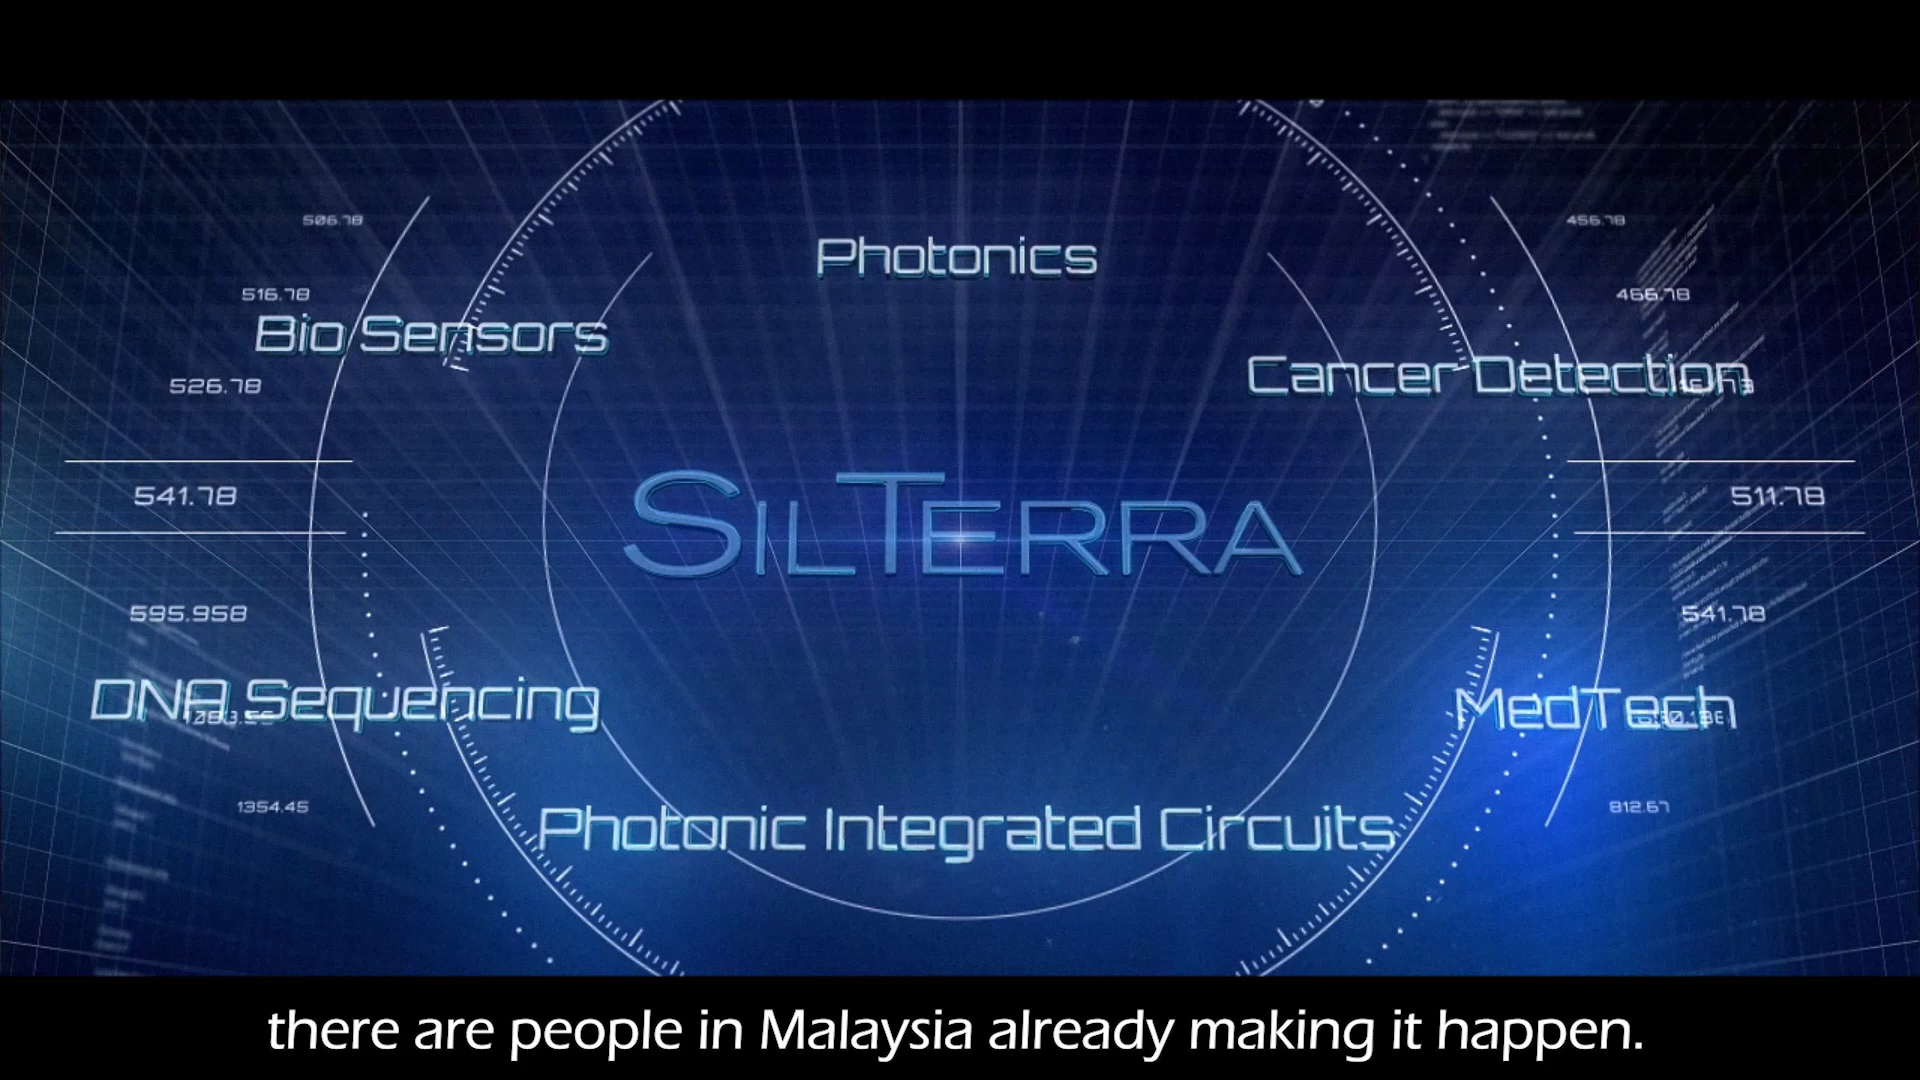 506.78
456.78
Photonics
516.78
466.78
Bio Sensors
Cancer Detection
526.78
SILTERRA
541.78
511.78
595.958
541.78
DNA Sequencing
MedTech
1354.45
812.67
Photonic Integrated Circuits
there are people in Malaysia already making it happen.